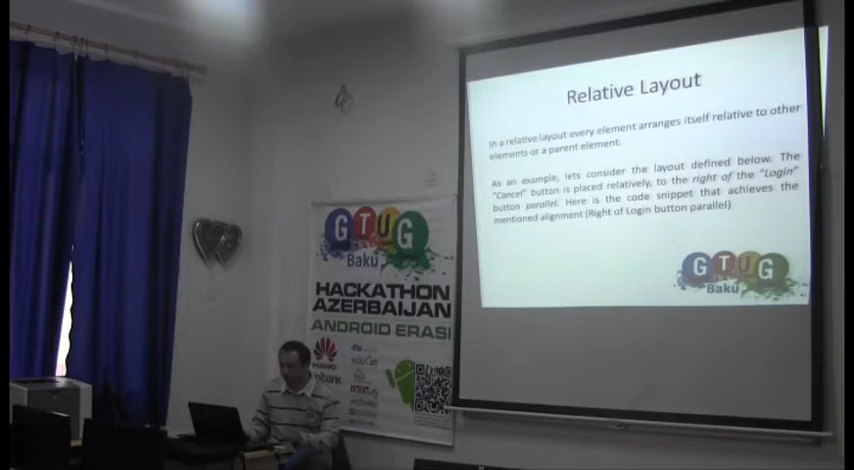 Relative Layout
In a relative layout every element arranges itself relative to other
elements or a parent element.
As an example, lets consider the layout defined below. The
"Cancel" button is placed relatively, to the right of the "Login"
button parallel. Here is the code snippet that achieves the
mentioned alignment (Right of Login button parallel)
GTUG
Baku
GTUG
Baku
HACKATHON
AZERBAIJAN
ANDROID ERASI
HUAWEI